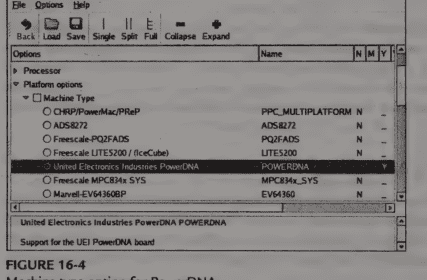 File Options Help
Back Load Save Single Split Full Collapse Expand
Options Name N M Y
Processor
Platform options
Machine Type
CHRP/PowerMac/PReP PPC_MULTIPLATFORM N _
ADS8272 ADS8272 N _
Freescale-PQ2FADS PQ2FADS N _
Freescale LITE5200 / (IceCube) LITE5200 N _
United Electronics Industries PowerDNA POWERDNA Y
Freescale MPC834x SYS MPC834x_SYS N _
Marvell-EV64360BP EV64360 N _
United Electronics Industries PowerDNA POWERDNA
Support for the UEI PowerDNA board
FIGURE 16-4